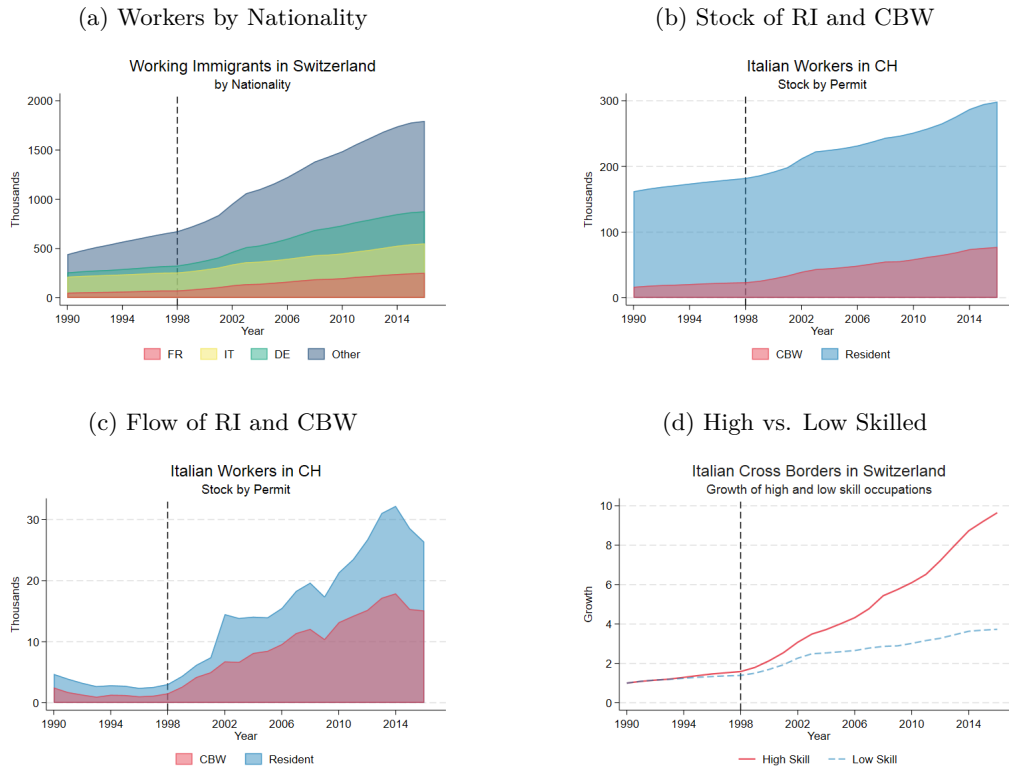 (a) Workers by Nationality
Working Immigrants in Switzerland
by Nationality
Thousands
2000
1500
1000
500
0
1990 1994 1998 2002 2006 2010 2014
Year
FR IT DE Other
(b) Stock of RI and CBW
Italian Workers in CH
Stock by Permit
Thousands
300
200
100
0
1990 1994 1998 2002 2006 2010 2014
Year
CBW Resident
(c) Flow of RI and CBW
Italian Workers in CH
Stock by Permit
Thousands
30
20
10
0
1990 1994 1998 2002 2006 2010 2014
Year
CBW Resident
(d) High vs. Low Skilled
Italian Cross Borders in Switzerland
Growth of high and low skill occupations
Growth
10
8
6
4
2
0
1990 1994 1998 2002 2006 2010 2014
Year
High Skill Low Skill